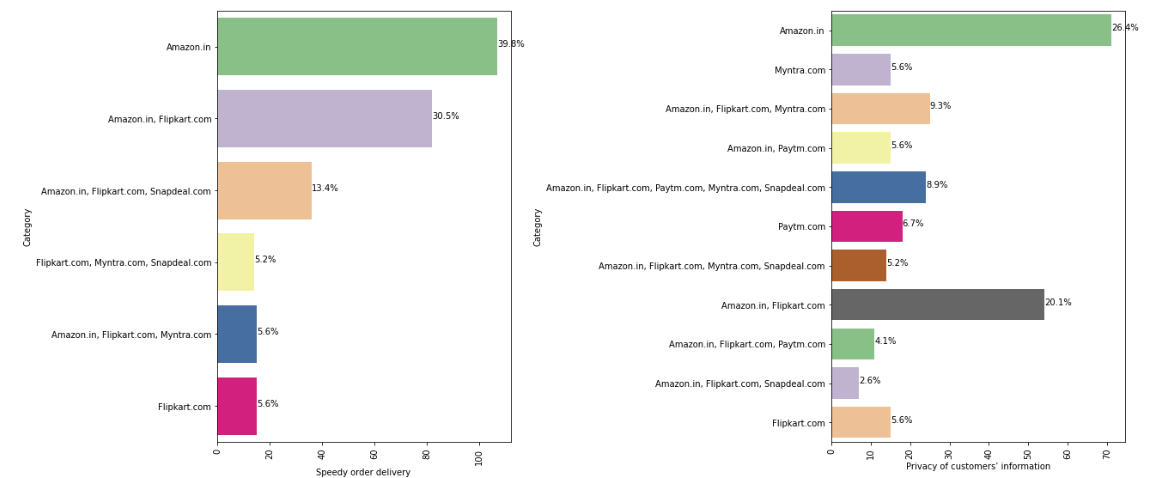 Amazon.in
39.8%
Amazon.in, Flipkart.com
30.5%
Amazon.in, Flipkart.com, Snapdeal.com
13.4%
Flipkart.com, Myntra.com, Snapdeal.com
5.2%
Amazon.in, Flipkart.com, Myntra.com
5.6%
Flipkart.com
5.6%
Category
0 20 40 60 80 100
Speedy order delivery
Amazon.in
26.4%
Myntra.com
5.6%
Amazon.in, Flipkart.com, Myntra.com
9.3%
Amazon.in, Paytm.com
5.6%
Amazon.in, Flipkart.com, Paytm.com, Myntra.com, Snapdeal.com
8.9%
Paytm.com
6.7%
Amazon.in, Flipkart.com, Myntra.com, Snapdeal.com
5.2%
Amazon.in, Flipkart.com
20.1%
Amazon.in, Flipkart.com, Paytm.com
4.1%
Amazon.in, Flipkart.com, Snapdeal.com
2.6%
Flipkart.com
5.6%
Category
0 10 20 30 40 50 60 70
Privacy of customers' information